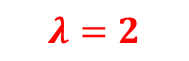 λ = 2